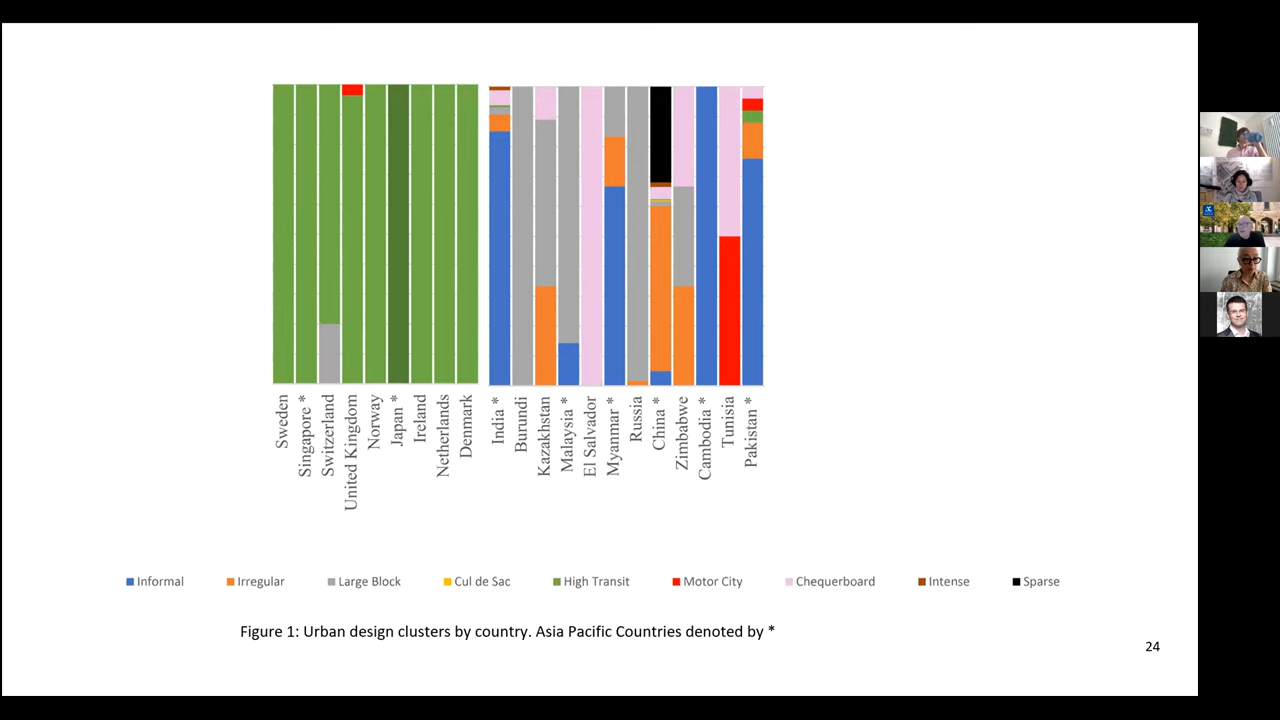 Sweden
Singapore *
Switzerland
United Kingdom
Norway
Japan *
Ireland
Netherlands
Denmark
India *
Burundi
Kazakhstan
Malaysia *
El Salvador
Myanmar *
Russia
China *
Zimbabwe
Cambodia *
Tunisia
Pakistan *
Informal Irregular Large Block Cul de Sac High Transit Motor City Chequerboard Intense Sparse
Figure 1: Urban design clusters by country. Asia Pacific Countries denoted by *
24